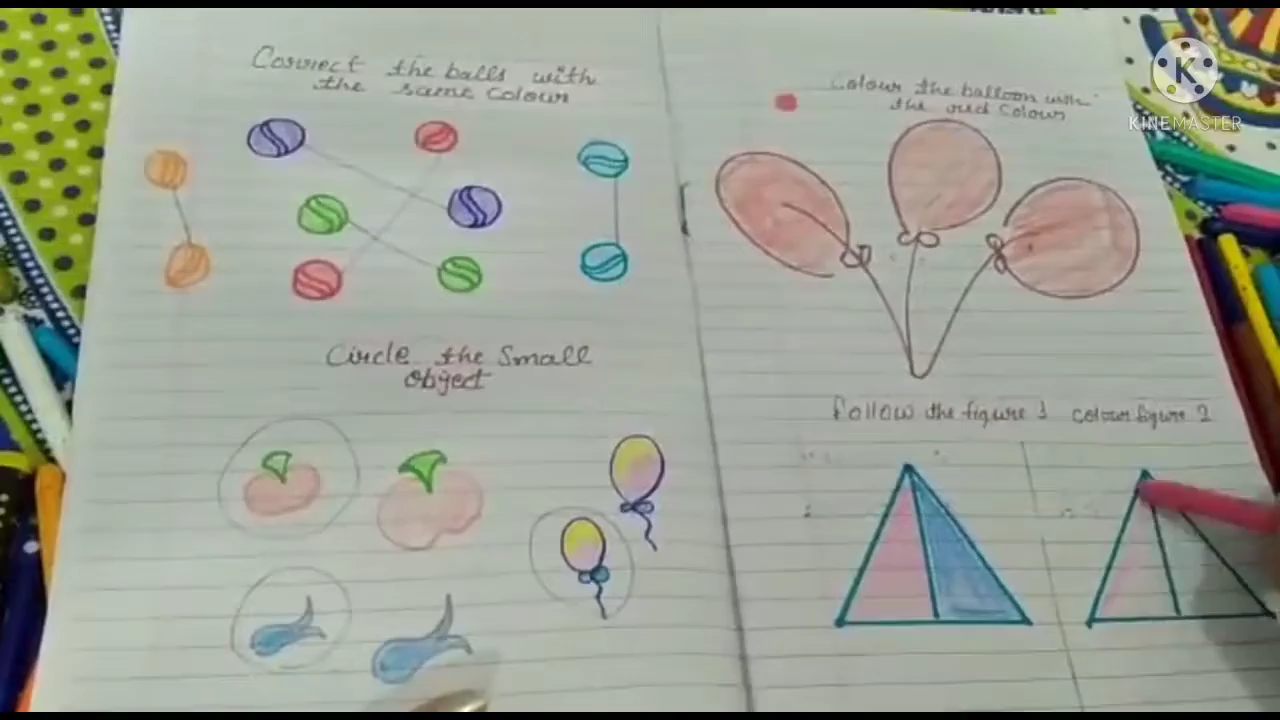 Correct the balls with
the same colour
Circle the Small
object
Colour the balloon with
the red Colour
follow the figure 1 colour figure 2
K
KINEMASTER